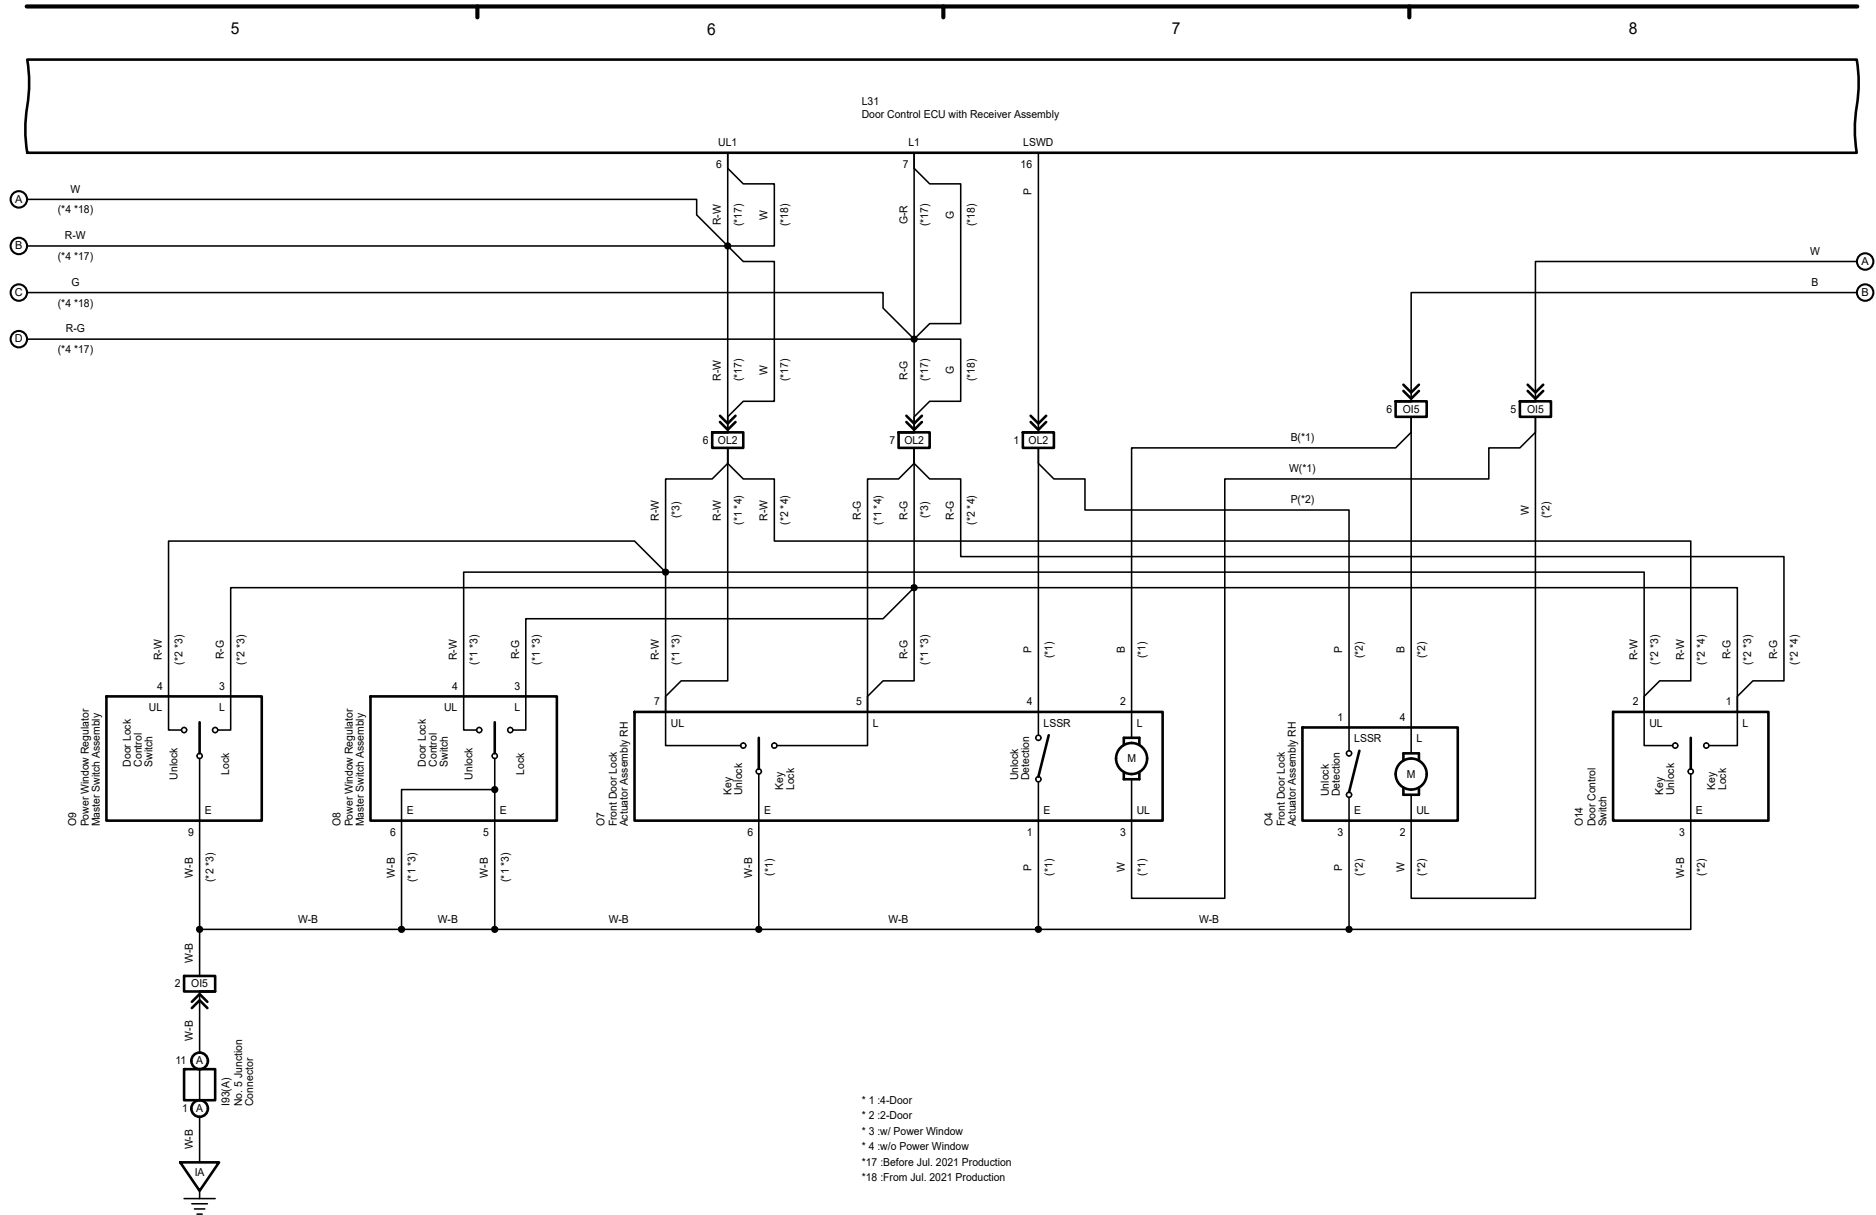 5
6
7
8
L31
Door Control ECU with Receiver Assembly
UL1
L1
LSWD
6
7
16
A
W
(*4 *18)
B
R-W
(*4 *17)
C
G
(*4 *18)
D
R-G
(*4 *17)
R-W
(*17)
W
(*18)
G-R
(*17)
G
(*18)
P
W
A
B
B
R-W
(*17)
W
(*17)
R-G
(*17)
G
(*18)
6 OL2
7 OL2
1 OL2
6 OI5
5 OI5
B(*1)
W(*1)
P(*2)
R-W
(*3)
R-W
(*1 *4)
R-W
(*2 *4)
R-G
(*1 *4)
R-G
(*3)
R-G
(*2 *4)
W
(*2)
R-W
(*2 *3)
R-G
(*2 *3)
R-W
(*1 *3)
R-G
(*1 *3)
R-W
(*1 *3)
R-G
(*1 *3)
P
(*1)
B
(*1)
P
(*2)
B
(*2)
R-W
(*2 *3)
R-W
(*2 *4)
R-G
(*2 *3)
R-G
(*2 *4)
O9
Power Window Regulator
Master Switch Assembly
4
3
UL
L
Door Lock
Control
Switch
Unlock
Lock
E
9
O8
Power Window Regulator
Master Switch Assembly
4
3
UL
L
Door Lock
Control
Switch
Unlock
Lock
E
E
6
5
O7
Front Door Lock
Actuator Assembly RH
7
5
4
2
UL
L
LSSR
L
Key
Unlock
Key
Lock
Unlock
Detection
M
E
E
UL
6
1
3
O4
Front Door Lock
Actuator Assembly RH
1
4
LSSR
L
Unlock
Detection
M
E
UL
3
2
O14
Door Control
Switch
2
1
UL
L
Key
Unlock
Key
Lock
E
3
W-B
(*2 *3)
W-B
(*1 *3)
W-B
(*1 *3)
W-B
(*1)
P
(*1)
W
(*1)
P
(*2)
W
(*2)
W-B
(*2)
W-B
W-B
W-B
W-B
W-B
W-B
2 OI5
W-B
11 A
I93(A)
No. 5 Junction
Connector
1 A
W-B
IA
* 1 :4-Door
* 2 :2-Door
* 3 :w/ Power Window
* 4 :w/o Power Window
*17 :Before Jul. 2021 Production
*18 :From Jul. 2021 Production